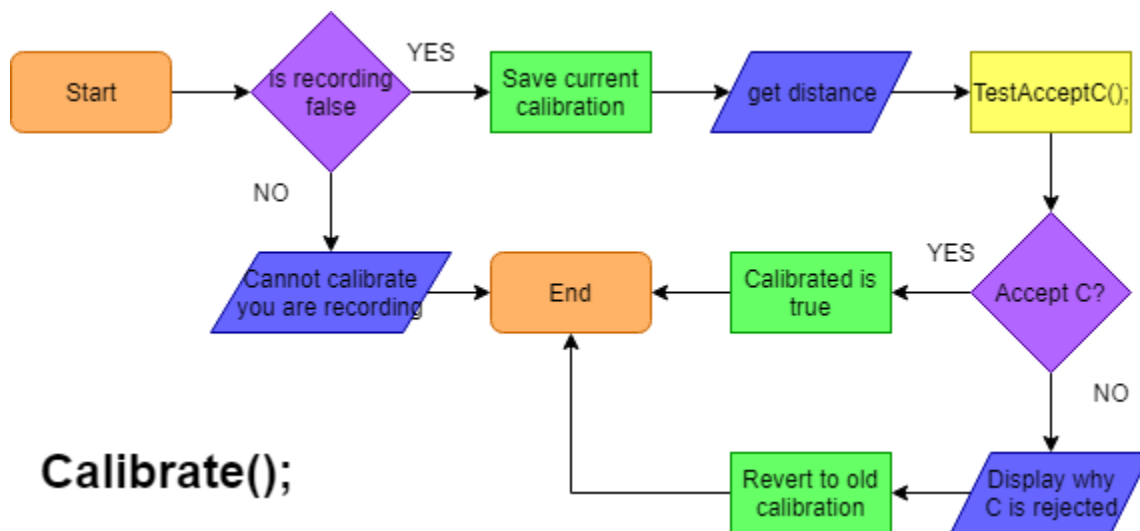 Start
is recording
false
YES
Save current
calibration
get distance
TestAcceptC();
NO
Cannot calibrate
you are recording
End
Calibrated is
true
YES
Accept C?
NO
Calibrate();
Revert to old
calibration
Display why
C is rejected